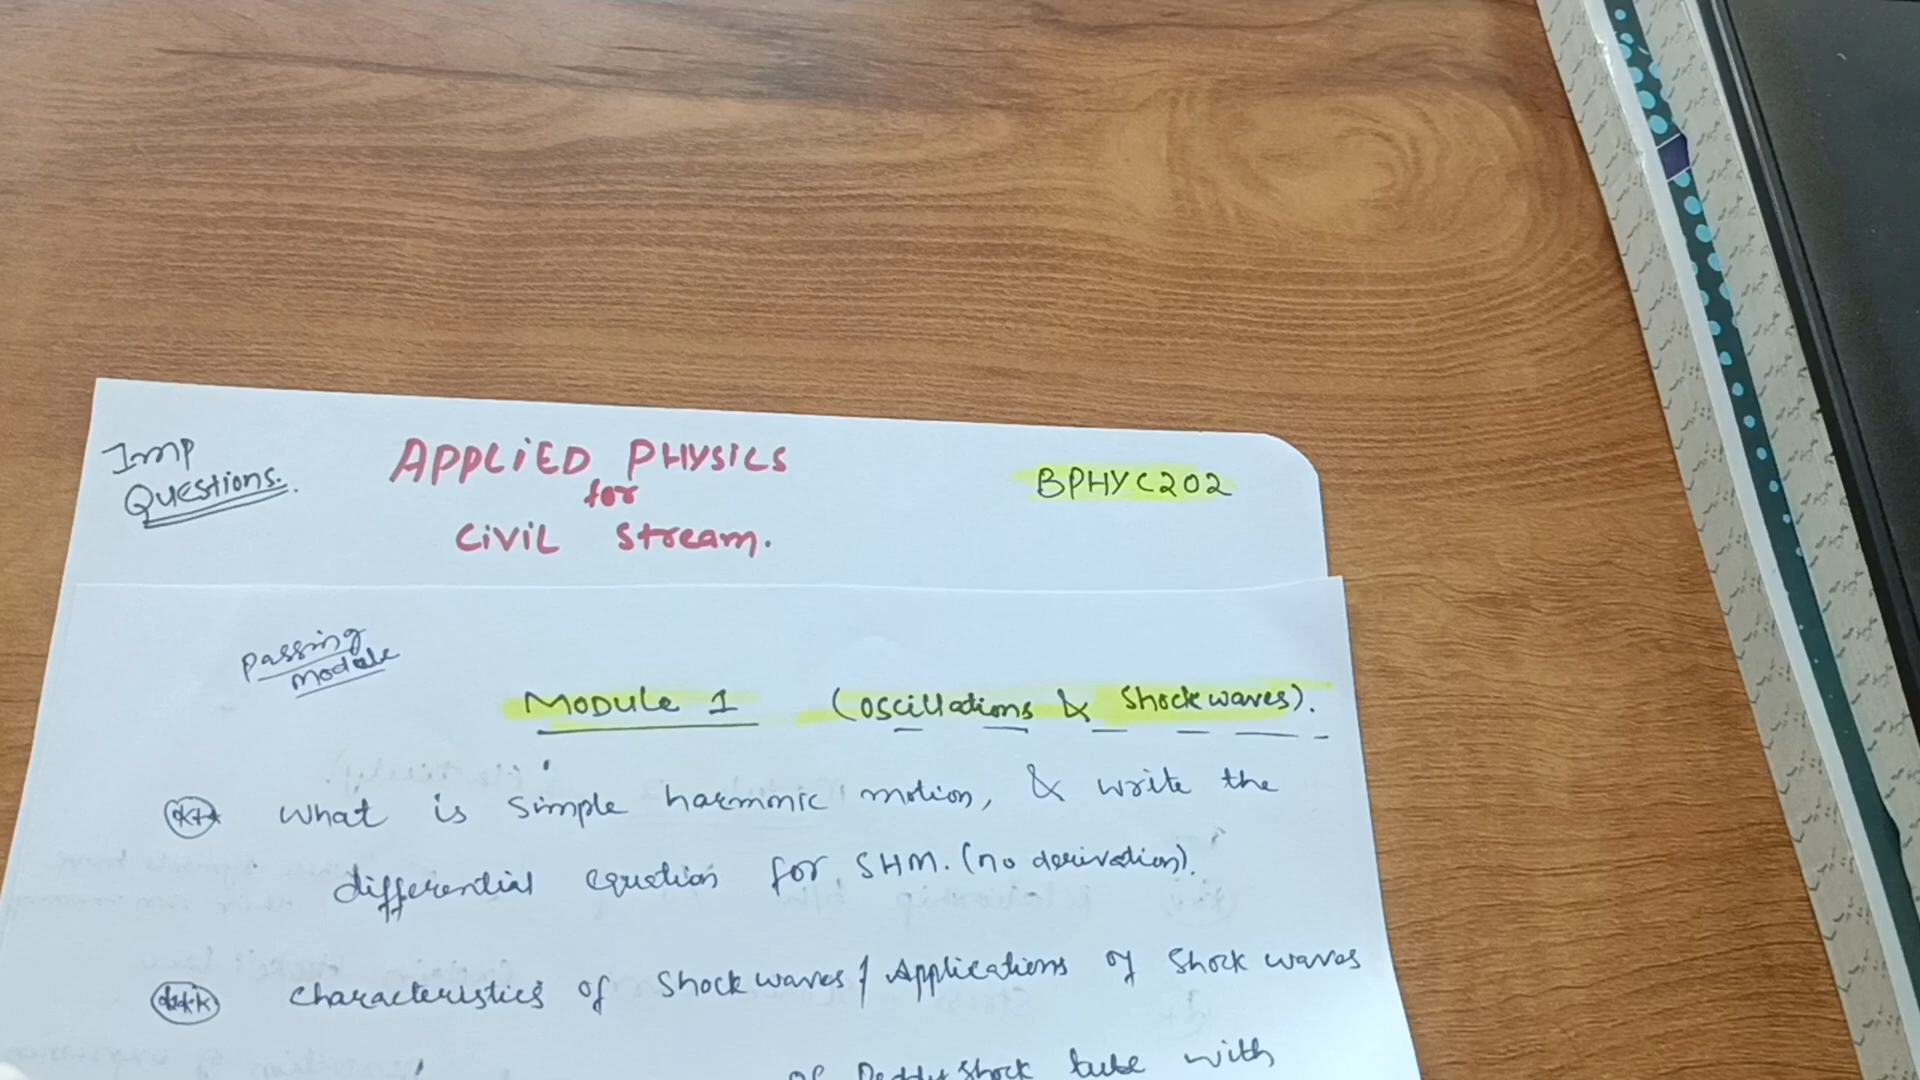 Imp
Questions.
APPLIED PHYSICS
for
CIVIL Stream.
BPHYC202
Passing
module
MODULE 1 (Oscillations & Shock waves).
*** What is simple harmonic motion, & write the
differential equation for SHM. (no derivation).
*** Characteristics of Shock waves / Applications of Shock waves
of Reddy Shock tube with